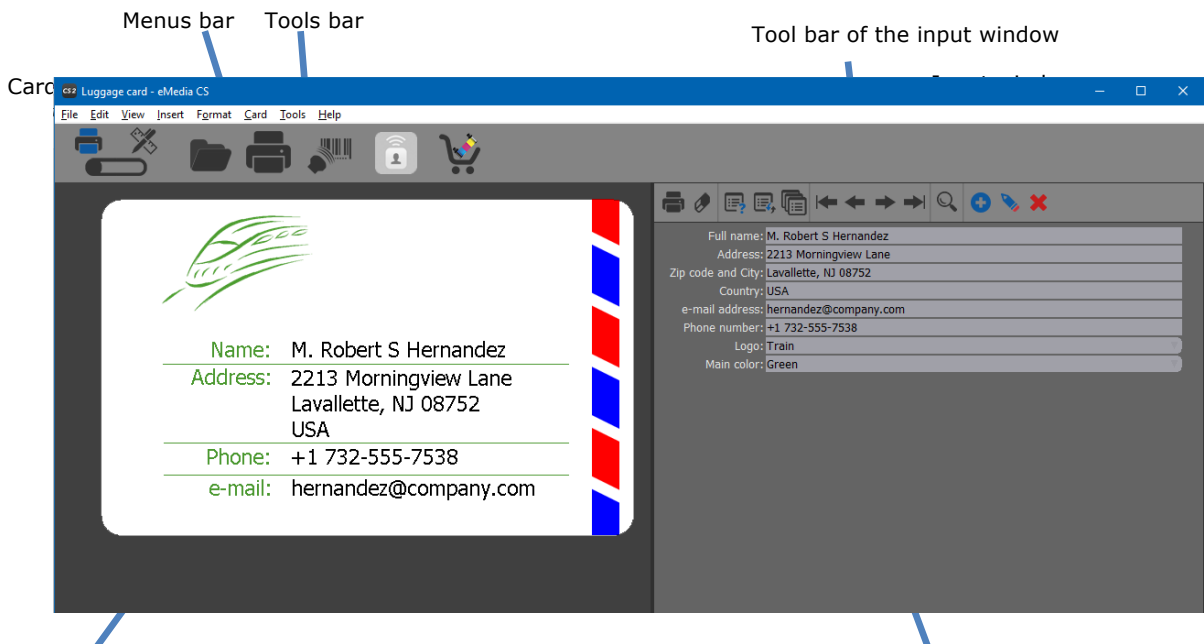 Menus bar Tools bar
Tool bar of the input window
Card
CS2 Luggage card - eMedia CS
File Edit View Insert Format Card Tools Help
Full name: M. Robert S Hernandez
Address: 2213 Morningview Lane
Zip code and City: Lavallette, NJ 08752
Country: USA
e-mail address: hernandez@company.com
Phone number: +1 732-555-7538
Logo: Train
Main color: Green
Name: M. Robert S Hernandez
Address: 2213 Morningview Lane
Lavallette, NJ 08752
USA
Phone: +1 732-555-7538
e-mail: hernandez@company.com